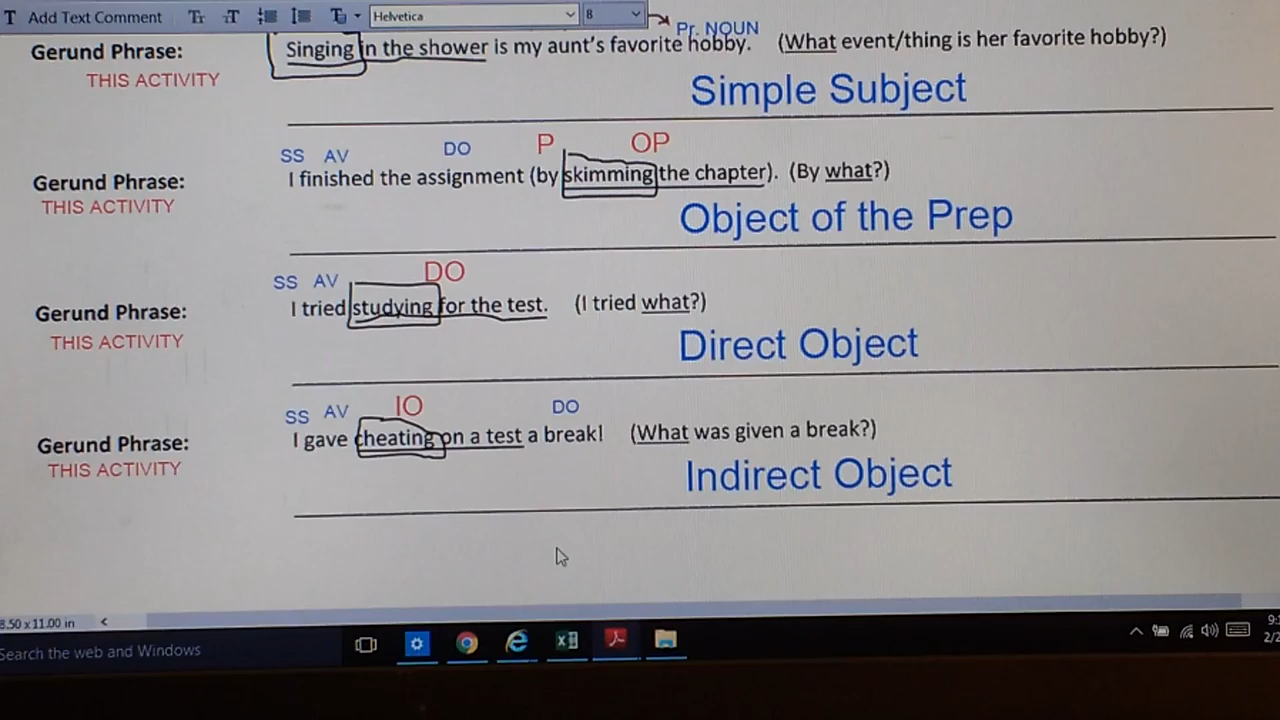 T Add Text Comment Helvetica 8
Pr. NOUN
Gerund Phrase: Singing in the shower is my aunt's favorite hobby. (What event/thing is her favorite hobby?)
THIS ACTIVITY
Simple Subject
SS AV DO P OP
Gerund Phrase: I finished the assignment (by skimming the chapter). (By what?)
THIS ACTIVITY
Object of the Prep
SS AV DO
Gerund Phrase: I tried studying for the test. (I tried what?)
THIS ACTIVITY
Direct Object
SS AV IO DO
Gerund Phrase: I gave cheating on a test a break! (What was given a break?)
THIS ACTIVITY
Indirect Object
8.50 x 11.00 in
Search the web and Windows